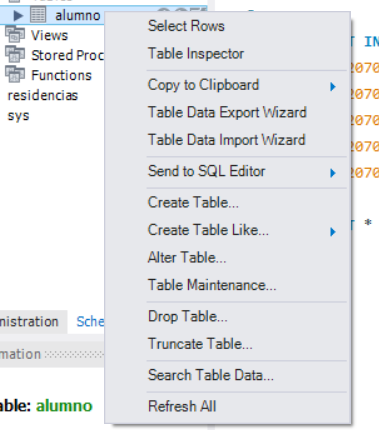 alumno
Views
Stored Proc
Functions
residencias
sys
Select Rows
Table Inspector
Copy to Clipboard
Table Data Export Wizard
Table Data Import Wizard
Send to SQL Editor
Create Table...
Create Table Like...
Alter Table...
Table Maintenance...
Drop Table...
Truncate Table...
Search Table Data...
Refresh All
IN
2070
2070
2070
2070
2070
*
nistration Sche
mation
able: alumno